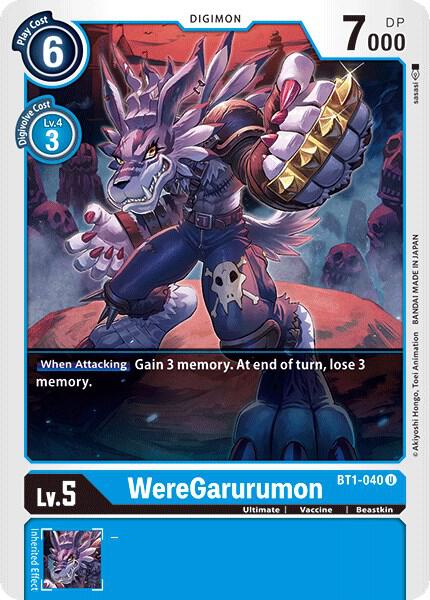 Play Cost
6
DIGIMON
7000
DP
Digivolve Cost
Lv.4
3
sasasi
When Attacking Gain 3 memory. At end of turn, lose 3
memory.
© Akiyoshi Hongo, Toei Animation BANDAI MADE IN JAPAN
Lv.5
WereGarurumon
BT1-040 U
Ultimate | Vaccine | Beastkin
Inherited Effect
–